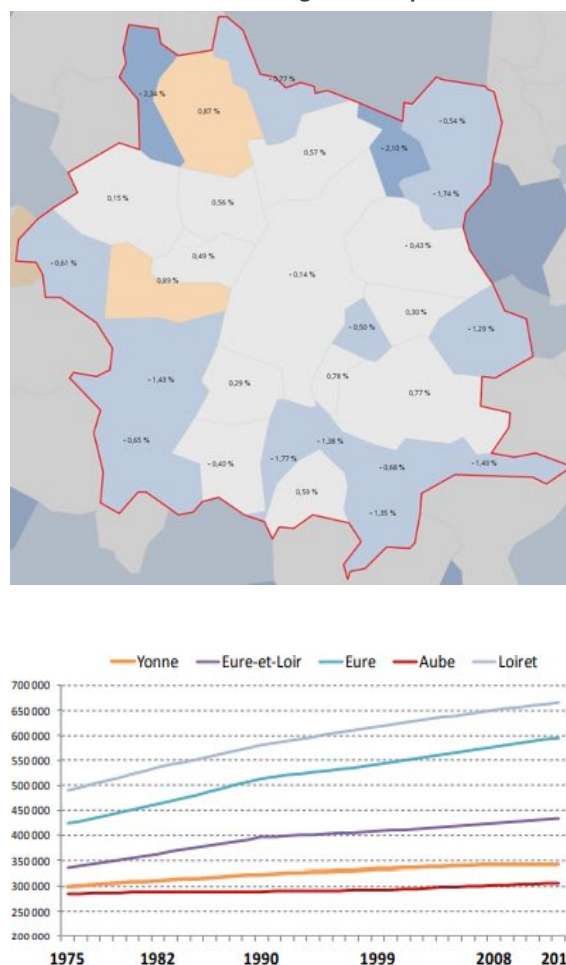 - 2,34 %
- 0,77 %
0,87 %
- 0,54 %
0,57 %
- 2,10 %
0,15 %
0,56 %
- 1,74 %
- 0,43 %
0,49 %
- 0,61 %
0,89 %
- 0,14 %
0,30 %
- 0,50 %
- 1,29 %
- 1,43 %
0,29 %
0,78 %
0,77 %
- 0,65 %
- 1,38 %
- 0,40 %
- 1,77 %
- 0,68 %
- 1,49 %
0,59 %
- 1,35 %
Yonne Eure-et-Loir Eure Aube Loiret
700 000
650 000
600 000
550 000
500 000
450 000
400 000
350 000
300 000
250 000
200 000
1975 1982 1990 1999 2008 201